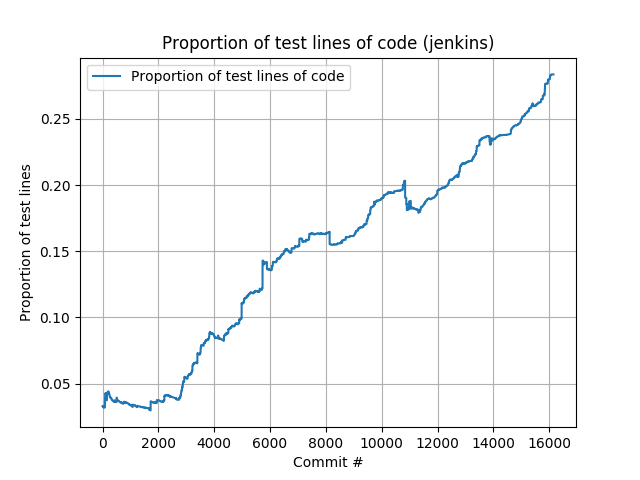 Proportion of test lines of code (jenkins)
Proportion of test lines of code
Proportion of test lines
0.25
0.20
0.15
0.10
0.05
0 2000 4000 6000 8000 10000 12000 14000 16000
Commit #